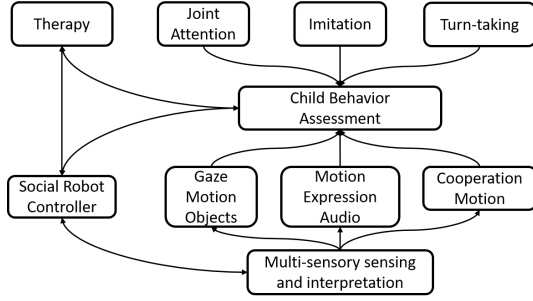 Therapy
Joint
Attention
Imitation
Turn-taking
Child Behavior
Assessment
Social Robot
Controller
Gaze
Motion
Objects
Motion
Expression
Audio
Cooperation
Motion
Multi-sensory sensing
and interpretation